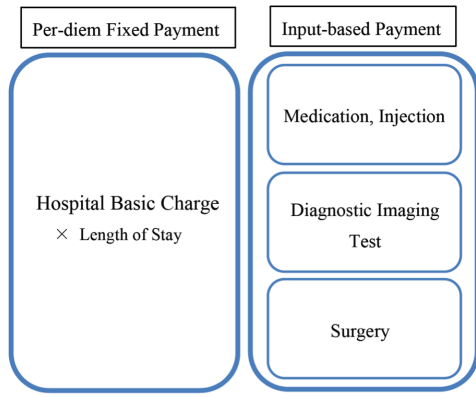 Per-diem Fixed Payment
Input-based Payment
Hospital Basic Charge
× Length of Stay
Medication, Injection
Diagnostic Imaging
Test
Surgery